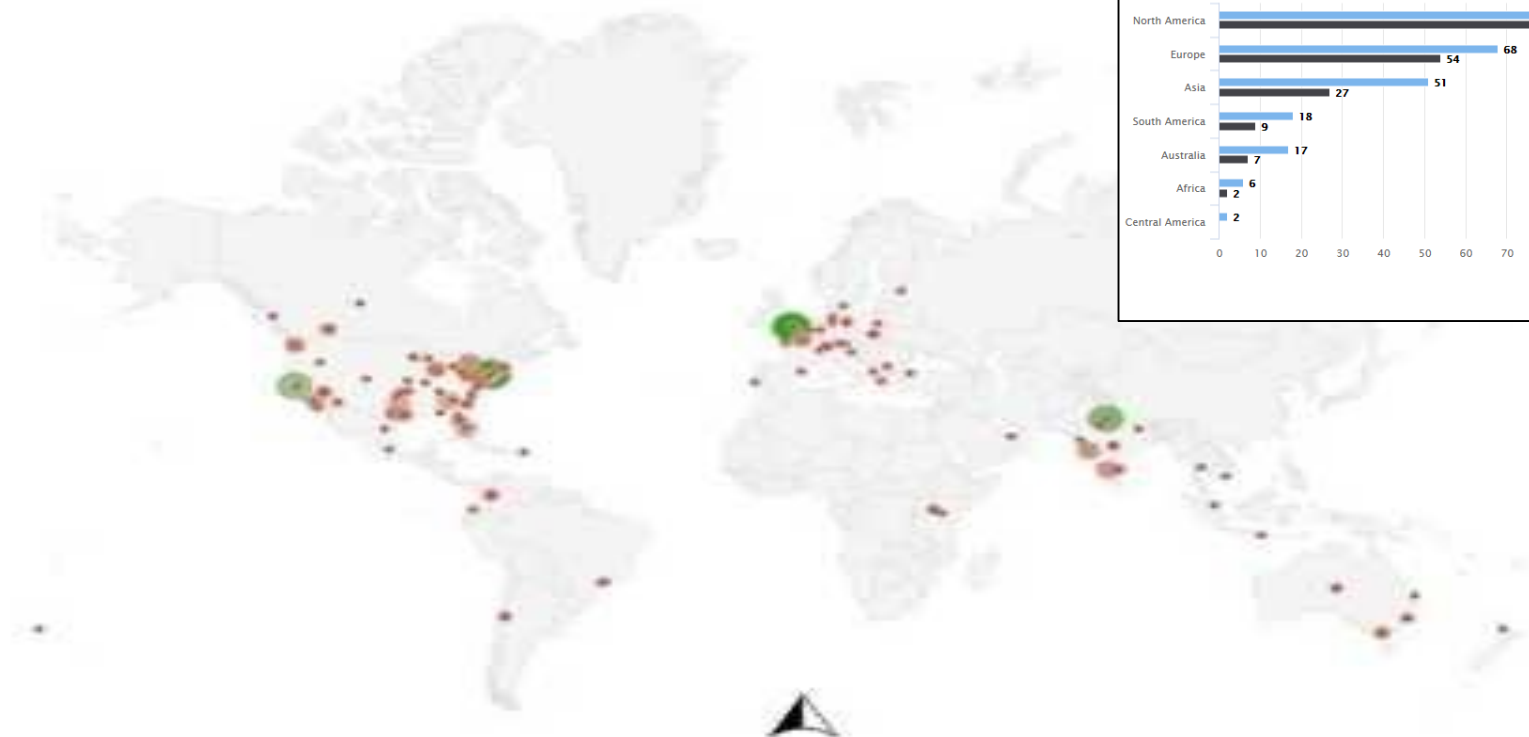 North America
Europe 68
54
Asia 51
27
South America 18
9
Australia 17
7
Africa 6
2
Central America 2
0 10 20 30 40 50 60 70